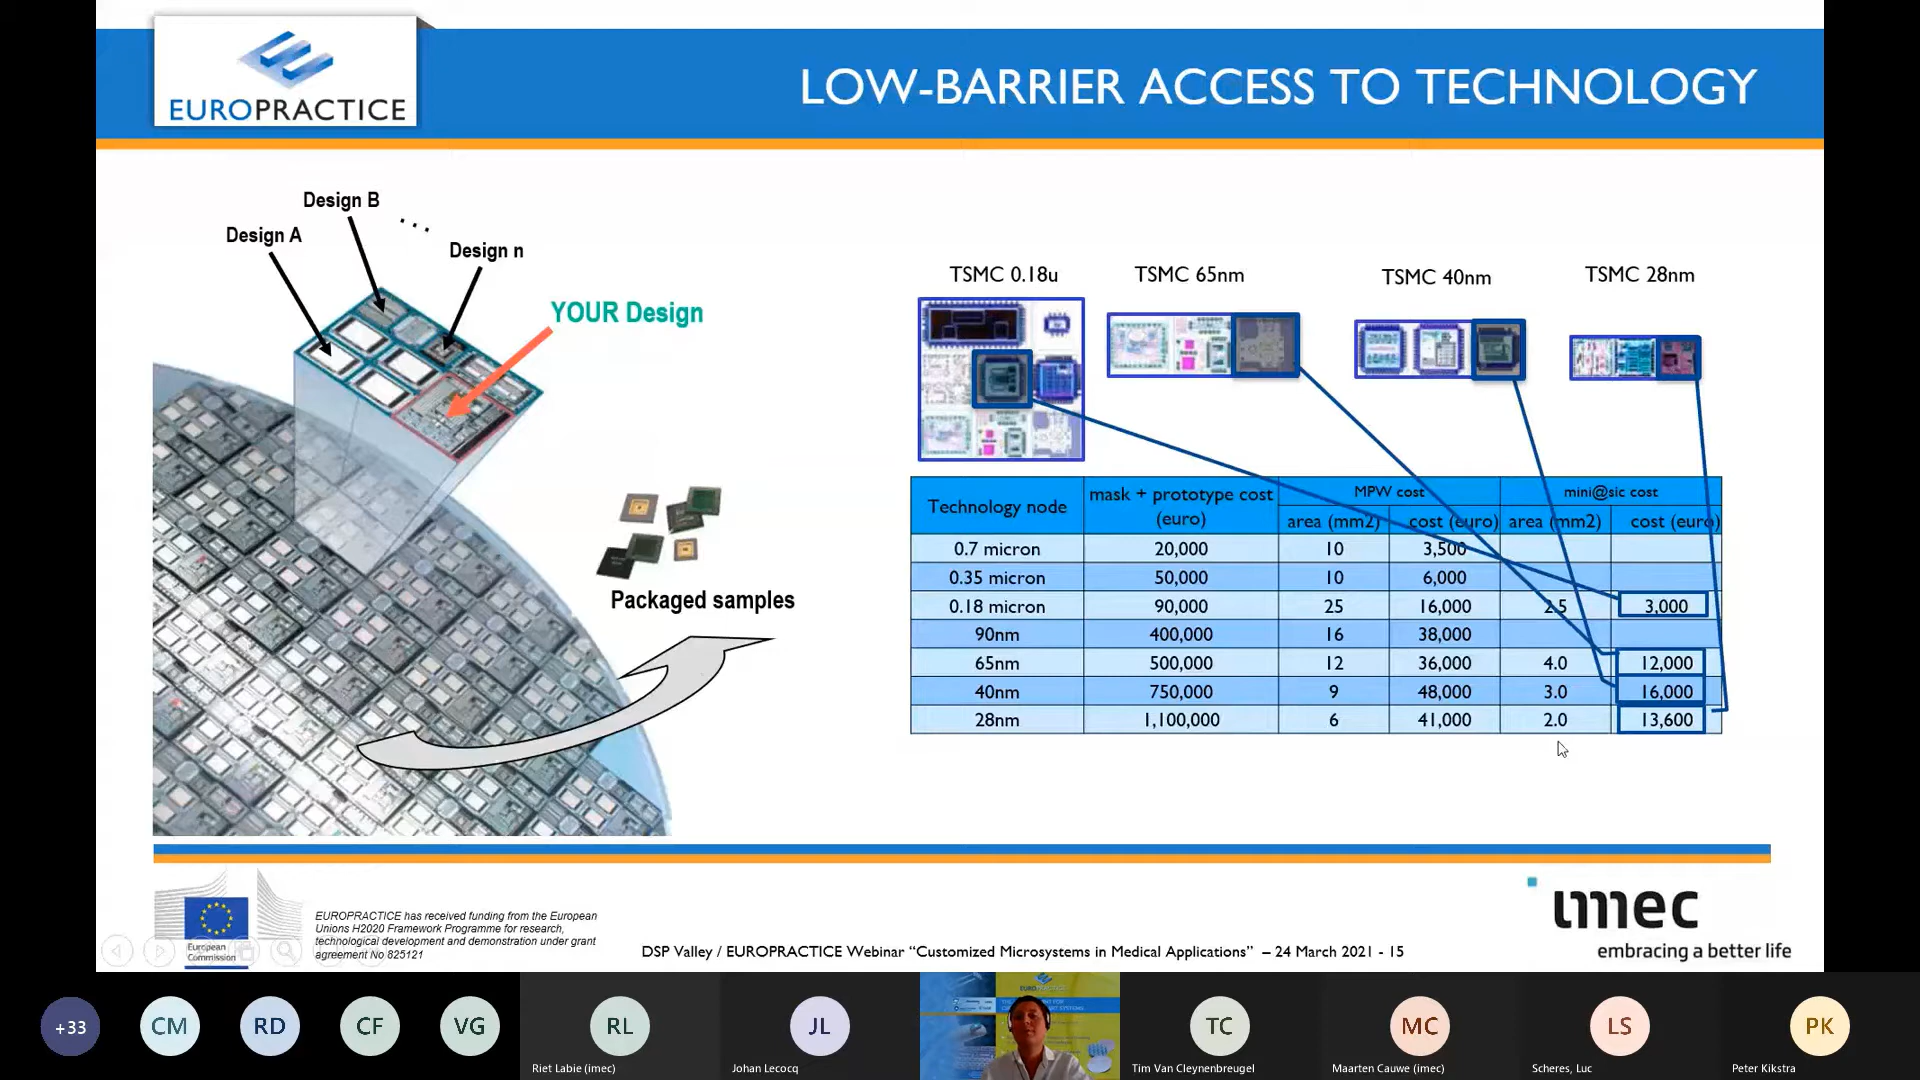 EUROPRACTICE
LOW-BARRIER ACCESS TO TECHNOLOGY
Design B
...
Design A
Design n
YOUR Design
Packaged samples
TSMC 0.18u
TSMC 65nm
TSMC 40nm
TSMC 28nm
Technology node mask + prototype cost (euro) MPW cost mini@sic cost
area (mm2) cost (euro) area (mm2) cost (euro)
0.7 micron 20,000 10 3,500
0.35 micron 50,000 10 6,000
0.18 micron 90,000 25 16,000 2.5 3,000
90nm 400,000 16 38,000
65nm 500,000 12 36,000 4.0 12,000
40nm 750,000 9 48,000 3.0 16,000
28nm 1,100,000 6 41,000 2.0 13,600
European
Commission
EUROPRACTICE has received funding from the European
Unions H2020 Framework Programme for research,
technological development and demonstration under grant
agreement No 825121
DSP Valley / EUROPRACTICE Webinar “Customized Microsystems in Medical Applications” – 24 March 2021 - 15
imec
embracing a better life
+33
CM
RD
CF
VG
RL
Riet Labie (imec)
JL
Johan Lecocq
TC
Tim Van Cleynenbreugel
MC
Maarten Cauwe (imec)
LS
Scheres, Luc
PK
Peter Kikstra